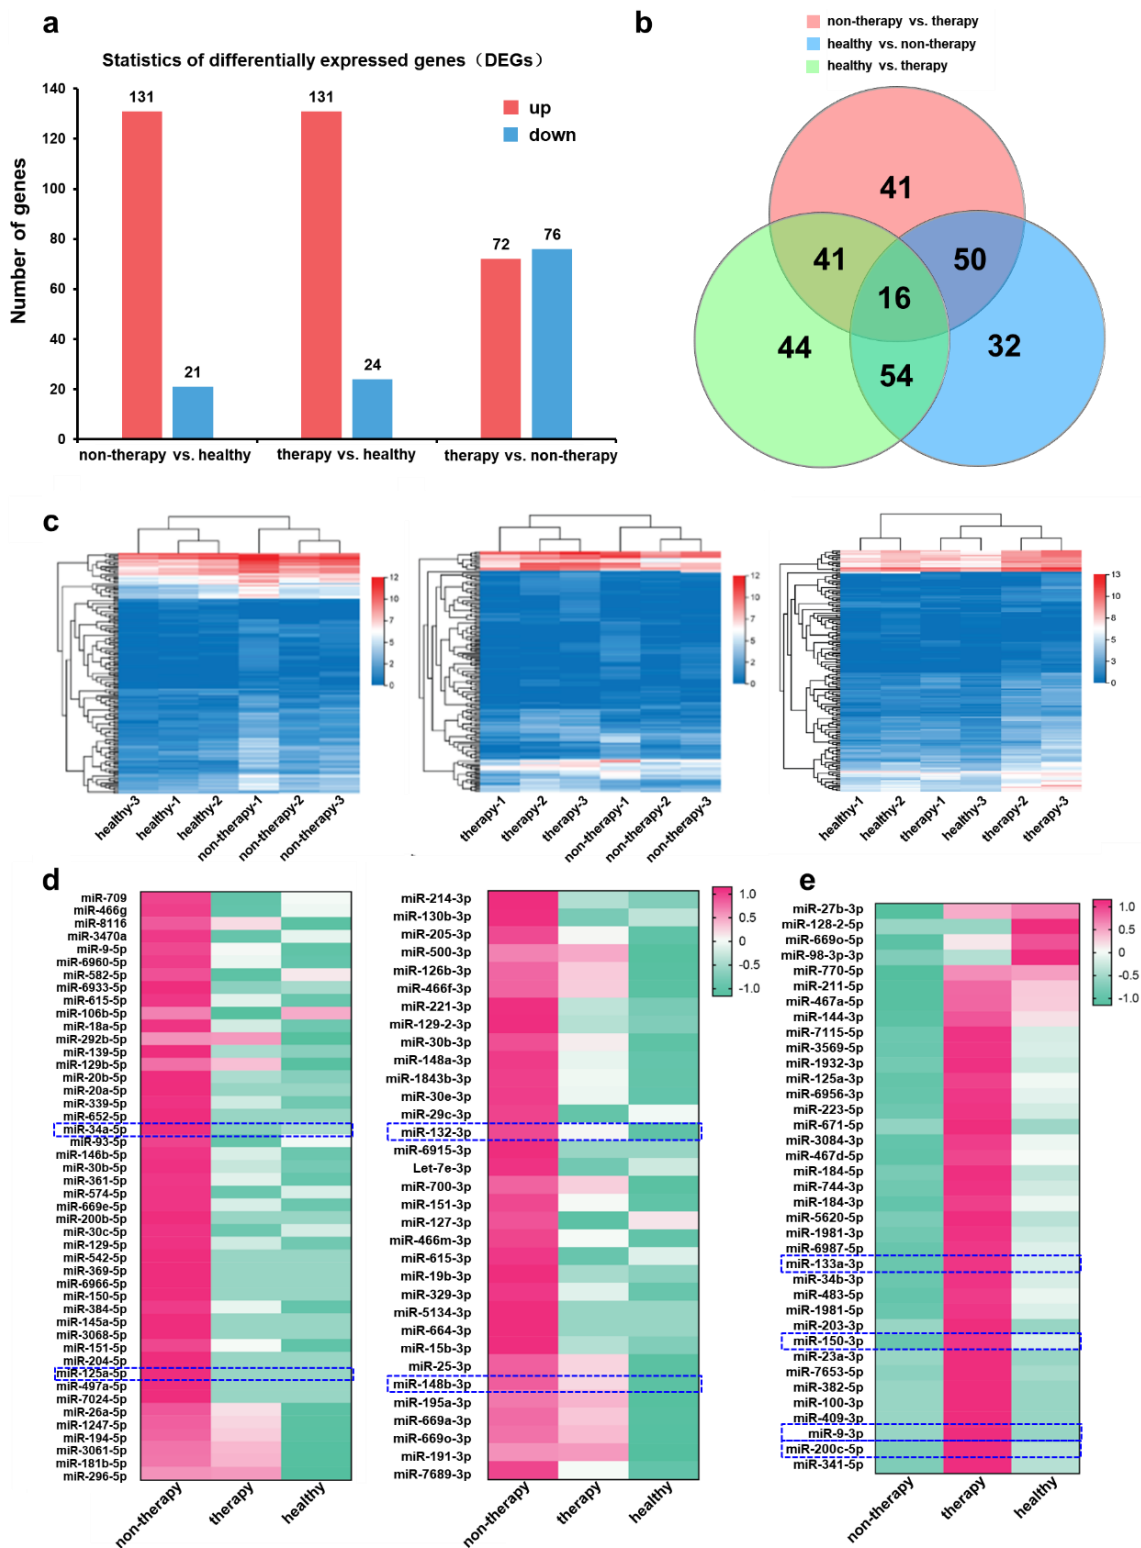 a
Statistics of differentially expressed genes（DEGs）
Number of genes
140
120
100
80
60
40
20
0
131
21
131
24
72
76
up
down
non-therapy vs. healthy
therapy vs. healthy
therapy vs. non-therapy
b
non-therapy vs. therapy
healthy vs. non-therapy
healthy vs. therapy
41
41
50
16
44
54
32
c
12
10
7
5
2
0
healthy-3
healthy-1
healthy-2
non-therapy-1
non-therapy-2
non-therapy-3
12
10
7
5
2
0
therapy-1
therapy-2
therapy-3
non-therapy-1
non-therapy-2
non-therapy-3
13
10
8
5
3
0
healthy-1
healthy-2
therapy-1
healthy-3
therapy-2
therapy-3
d
miR-709
miR-466g
miR-8116
miR-3470a
miR-9-5p
miR-6960-5p
miR-582-5p
miR-6933-5p
miR-615-5p
miR-106b-5p
miR-18a-5p
miR-292b-5p
miR-139-5p
miR-129b-5p
miR-20b-5p
miR-20a-5p
miR-339-5p
miR-652-5p
miR-34a-5p
miR-93-5p
miR-146b-5p
miR-30b-5p
miR-361-5p
miR-574-5p
miR-669e-5p
miR-200b-5p
miR-30c-5p
miR-129-5p
miR-542-5p
miR-369-5p
miR-6966-5p
miR-150-5p
miR-384-5p
miR-145a-5p
miR-3068-5p
miR-151-5p
miR-204-5p
miR-125a-5p
miR-497a-5p
miR-7024-5p
miR-26a-5p
miR-1247-5p
miR-194-5p
miR-3061-5p
miR-181b-5p
miR-296-5p
non-therapy
therapy
healthy
miR-214-3p
miR-130b-3p
miR-205-3p
miR-500-3p
miR-126b-3p
miR-466f-3p
miR-221-3p
miR-129-2-3p
miR-30b-3p
miR-148a-3p
miR-1843b-3p
miR-30e-3p
miR-29c-3p
miR-132-3p
miR-6915-3p
Let-7e-3p
miR-700-3p
miR-151-3p
miR-127-3p
miR-466m-3p
miR-615-3p
miR-19b-3p
miR-329-3p
miR-5134-3p
miR-664-3p
miR-15b-3p
miR-25-3p
miR-148b-3p
miR-195a-3p
miR-669a-3p
miR-669o-3p
miR-191-3p
miR-7689-3p
non-therapy
therapy
healthy
1.0
0.5
0
-0.5
-1.0
e
miR-27b-3p
miR-128-2-5p
miR-669o-5p
miR-98-3p-3p
miR-770-5p
miR-211-5p
miR-467a-5p
miR-144-3p
miR-7115-5p
miR-3569-5p
miR-1932-3p
miR-125a-3p
miR-6956-3p
miR-223-5p
miR-671-5p
miR-3084-3p
miR-467d-5p
miR-184-5p
miR-744-3p
miR-184-3p
miR-5620-5p
miR-1981-3p
miR-6987-5p
miR-133a-3p
miR-34b-3p
miR-483-5p
miR-1981-5p
miR-203-3p
miR-150-3p
miR-23a-3p
miR-7653-5p
miR-382-5p
miR-100-3p
miR-409-3p
miR-9-3p
miR-200c-5p
miR-341-5p
non-therapy
therapy
healthy
1.0
0.5
0
-0.5
-1.0